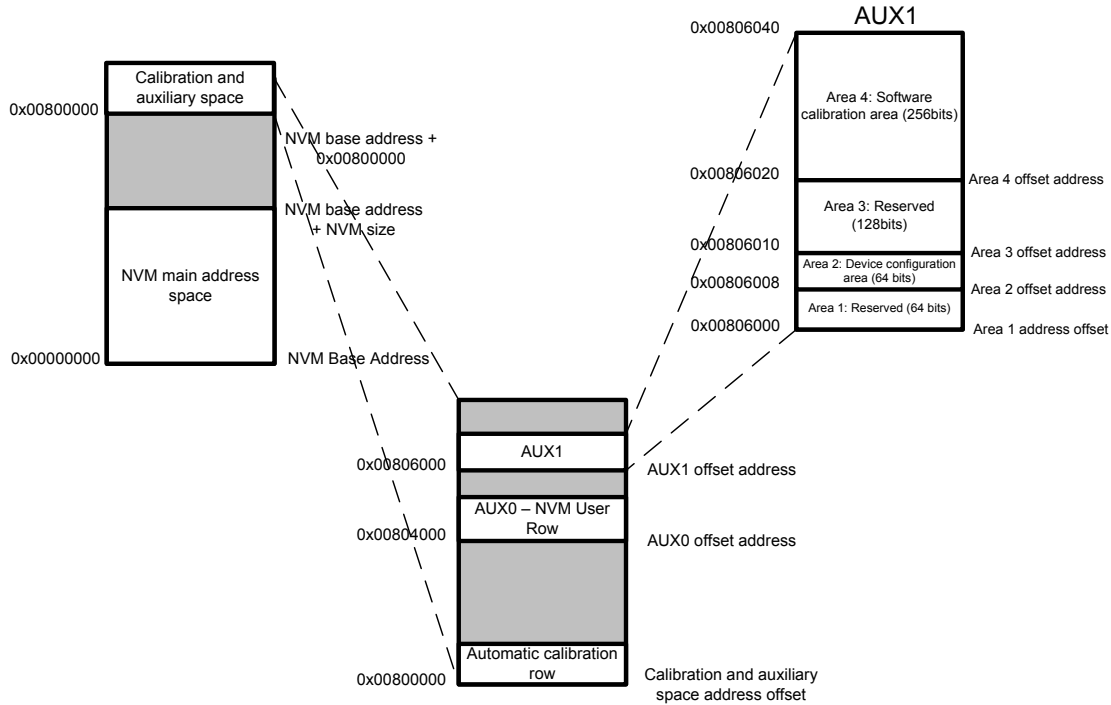 Calibration and
auxiliary space
0x00800000
NVM base address +
0x00800000
NVM base address
+ NVM size
NVM main address
space
0x00000000
NVM Base Address
AUX1
0x00806040
Area 4: Software
calibration area (256bits)
0x00806020
Area 4 offset address
Area 3: Reserved
(128bits)
0x00806010
Area 3 offset address
Area 2: Device configuration
area (64 bits)
0x00806008
Area 2 offset address
Area 1: Reserved (64 bits)
0x00806000
Area 1 address offset
AUX1
0x00806000
AUX1 offset address
AUX0 – NVM User
Row
0x00804000
AUX0 offset address
Automatic calibration
row
0x00800000
Calibration and auxiliary
space address offset